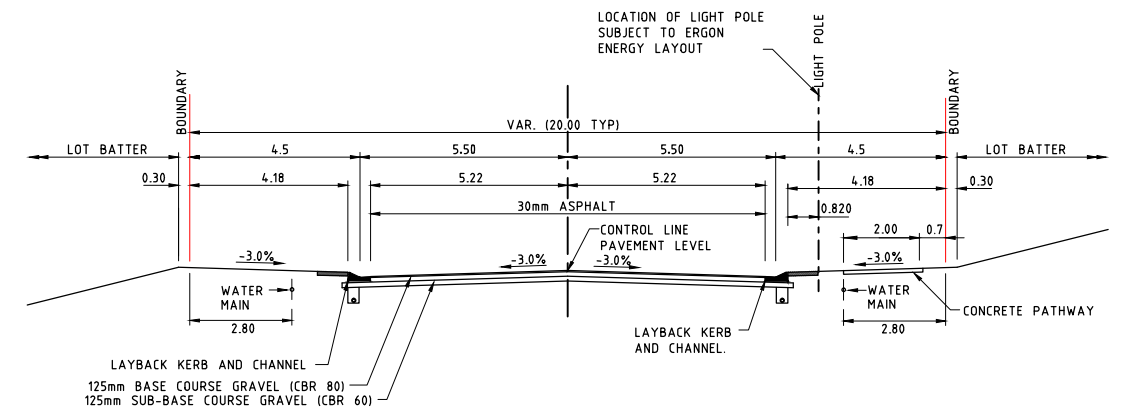 LOCATION OF LIGHT POLE
SUBJECT TO ERGON
ENERGY LAYOUT
LIGHT POLE
BOUNDARY
BOUNDARY
VAR. (20.00 TYP)
LOT BATTER
4.5
5.50
5.50
4.5
LOT BATTER
0.30
4.18
5.22
5.22
4.18
0.30
30mm ASPHALT
0.820
CONTROL LINE
PAVEMENT LEVEL
2.00
0.7
-3.0%
-3.0%
-3.0%
-3.0%
WATER
MAIN
WATER
MAIN
CONCRETE PATHWAY
2.80
2.80
LAYBACK KERB
AND CHANNEL.
LAYBACK KERB AND CHANNEL
125mm BASE COURSE GRAVEL (CBR 80)
125mm SUB-BASE COURSE GRAVEL (CBR 60)